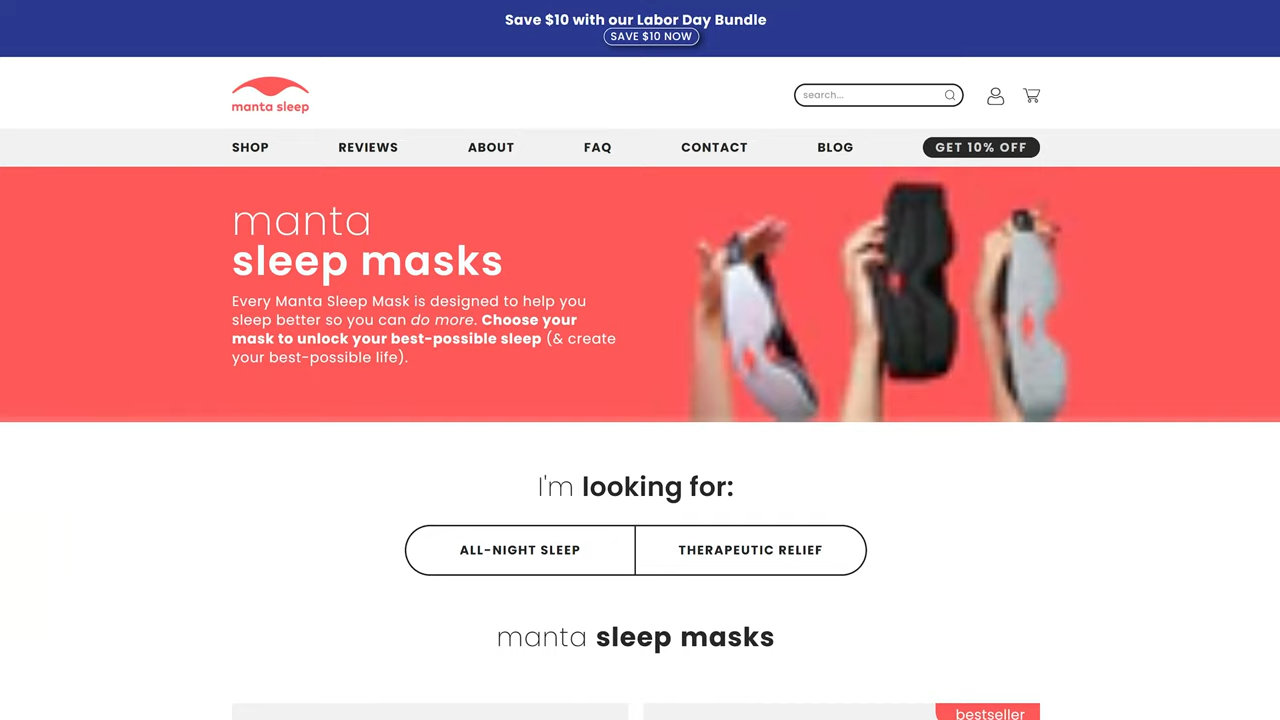 Save $10 with our Labor Day Bundle
SAVE $10 NOW
manta sleep
search...
SHOP REVIEWS ABOUT FAQ CONTACT BLOG GET 10% OFF
manta
sleep masks
Every Manta Sleep Mask is designed to help you
sleep better so you can do more. Choose your
mask to unlock your best-possible sleep (& create
your best-possible life).
I'm looking for:
ALL-NIGHT SLEEP THERAPEUTIC RELIEF
manta sleep masks
bestseller